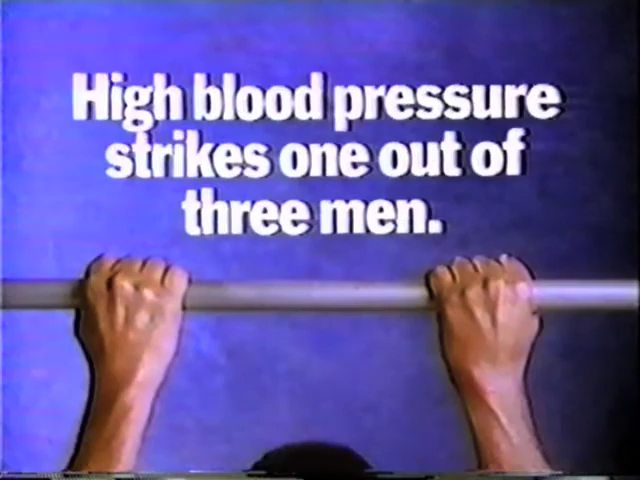 High blood pressure
strikes one out of
three men.